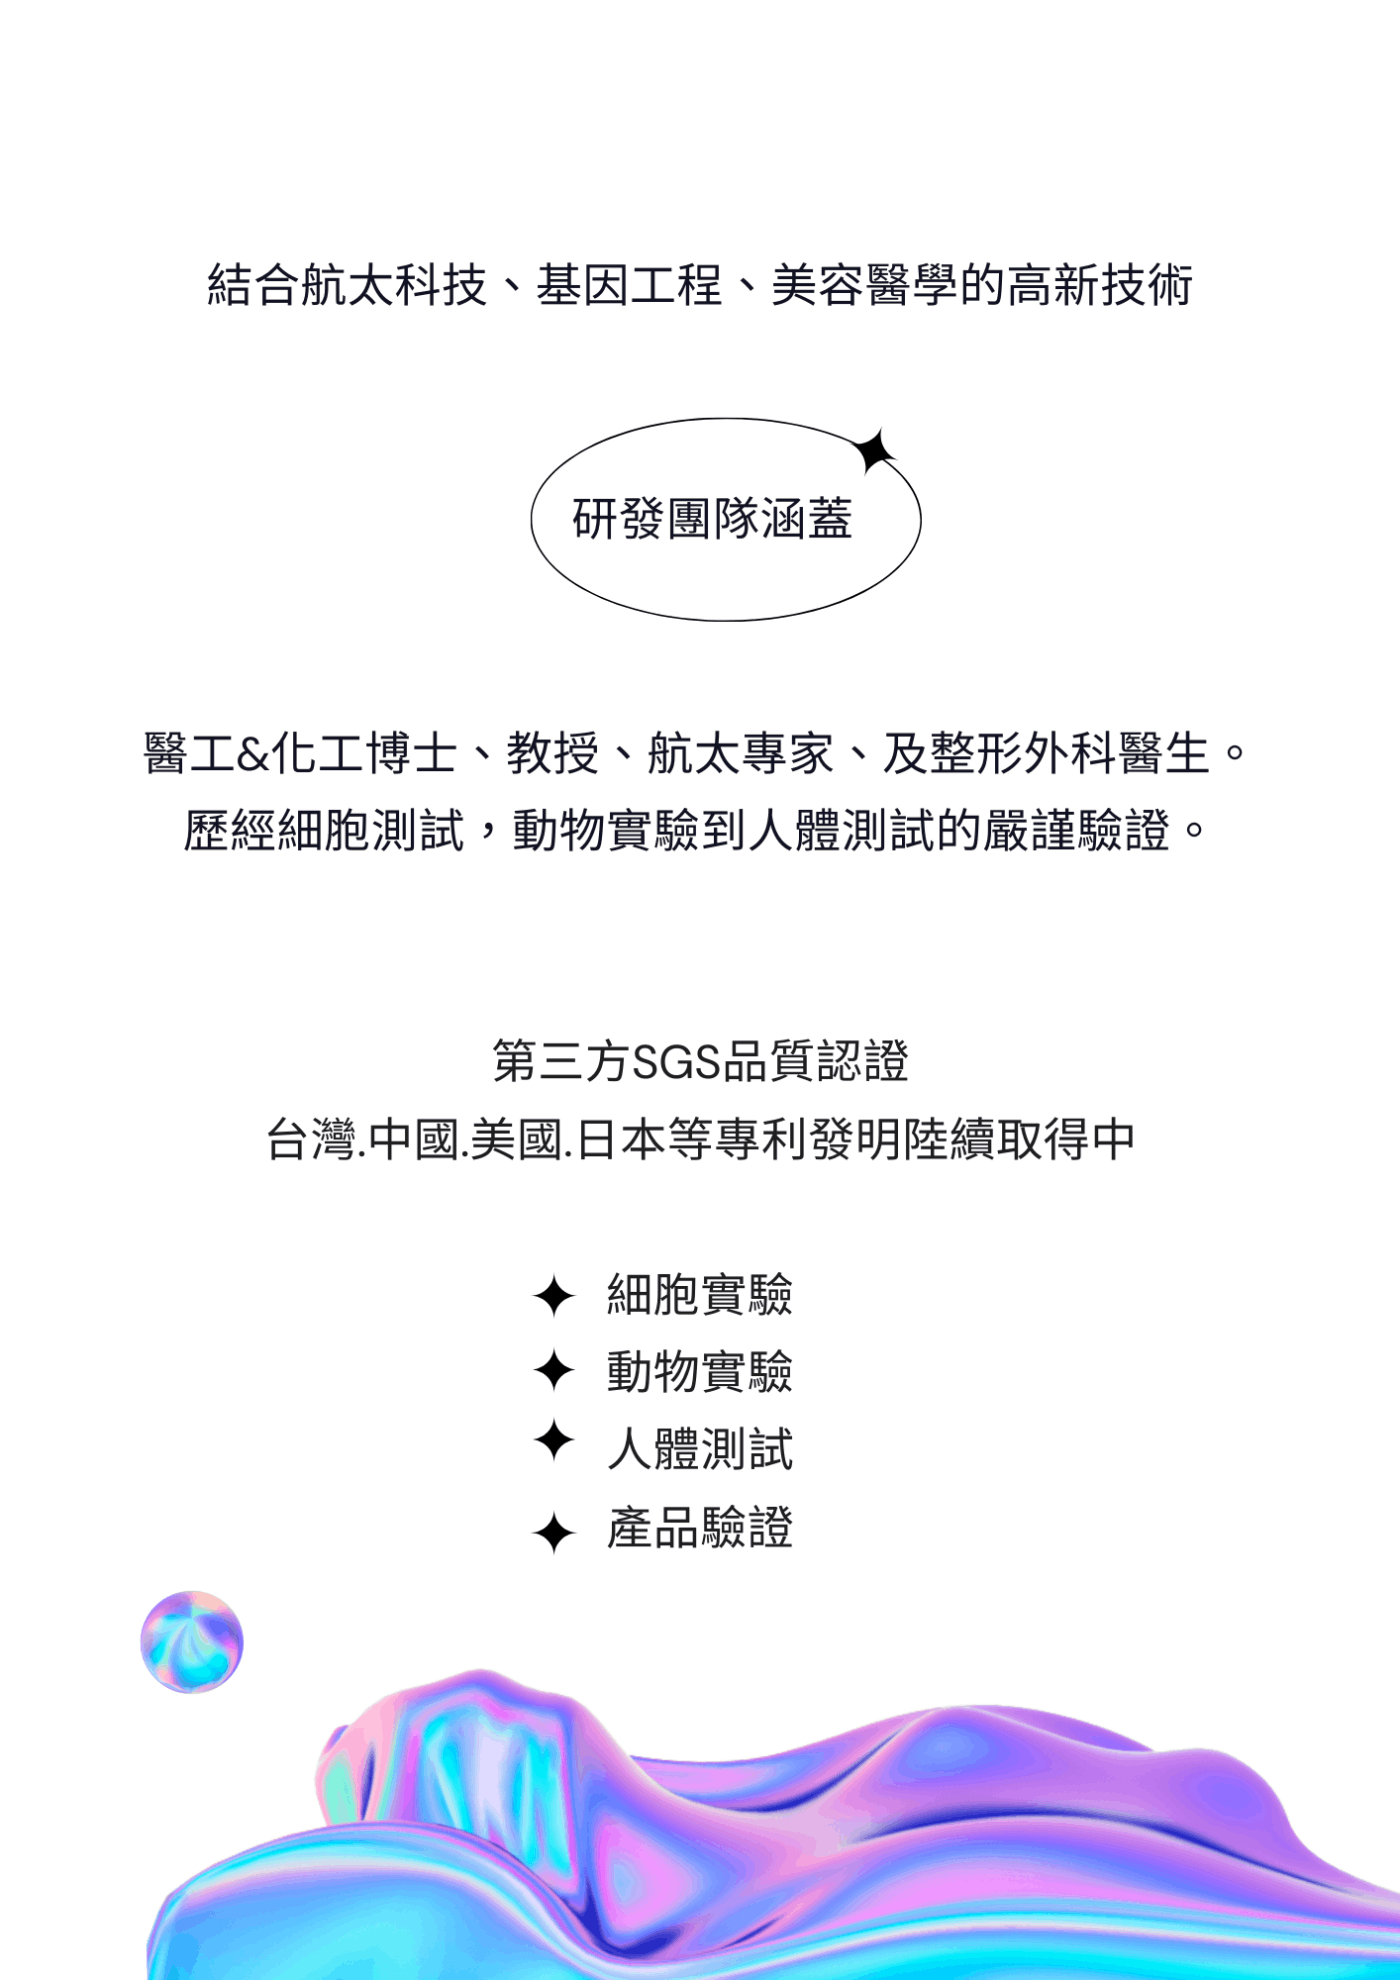 結合航太科技、基因工程、美容醫學的高新技術
研發團隊涵蓋
醫工&化工博士、教授、航太專家、及整形外科醫生。
歷經細胞測試，動物實驗到人體測試的嚴謹驗證。
第三方SGS品質認證
台灣.中國.美國.日本等專利發明陸續取得中
細胞實驗
動物實驗
人體測試
產品驗證